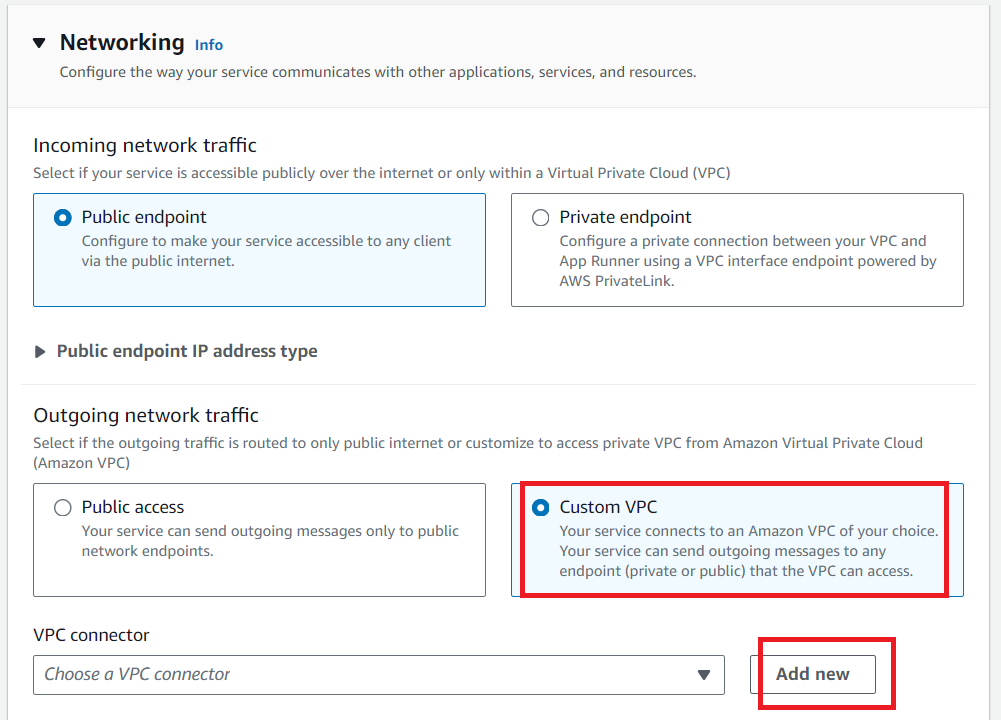 Networking Info
Configure the way your service communicates with other applications, services, and resources.
Incoming network traffic
Select if your service is accessible publicly over the internet or only within a Virtual Private Cloud (VPC)
Public endpoint
Configure to make your service accessible to any client
via the public internet.
Private endpoint
Configure a private connection between your VPC and
App Runner using a VPC interface endpoint powered by
AWS PrivateLink.
Public endpoint IP address type
Outgoing network traffic
Select if the outgoing traffic is routed to only public internet or customize to access private VPC from Amazon Virtual Private Cloud
(Amazon VPC)
Public access
Your service can send outgoing messages only to public
network endpoints.
Custom VPC
Your service connects to an Amazon VPC of your choice.
Your service can send outgoing messages to any
endpoint (private or public) that the VPC can access.
VPC connector
Choose a VPC connector
Add new